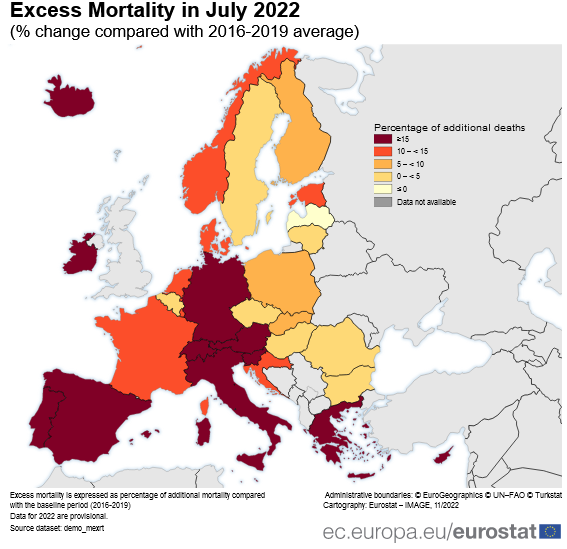 Excess Mortality in July 2022
(% change compared with 2016-2019 average)
Percentage of additional deaths
≥15
10 – < 15
5 – < 10
0 – < 5
≤ 0
Data not available
Excess mortality is expressed as percentage of additional mortality compared
with the baseline period (2016-2019)
Data for 2022 are provisional.
Source dataset: demo_mexrt
Administrative boundaries: © EuroGeographics © UN–FAO © Turkstat
Cartography: Eurostat – IMAGE, 11/2022
ec.europa.eu/eurostat